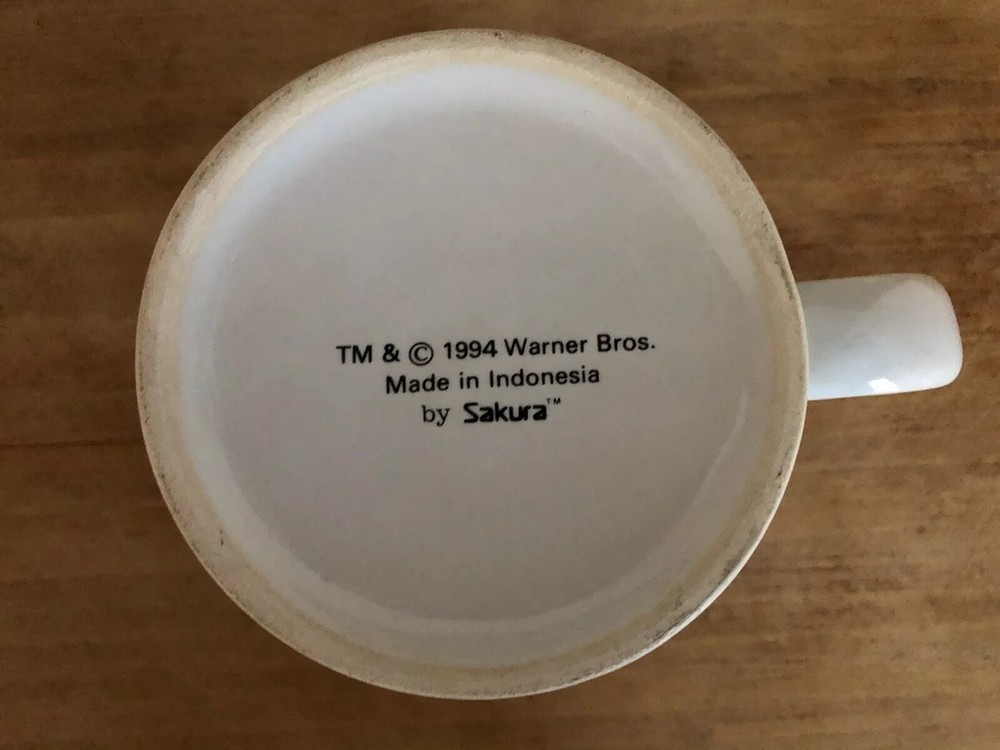 TM & © 1994 Warner Bros.
Made in Indonesia
by Sakura™